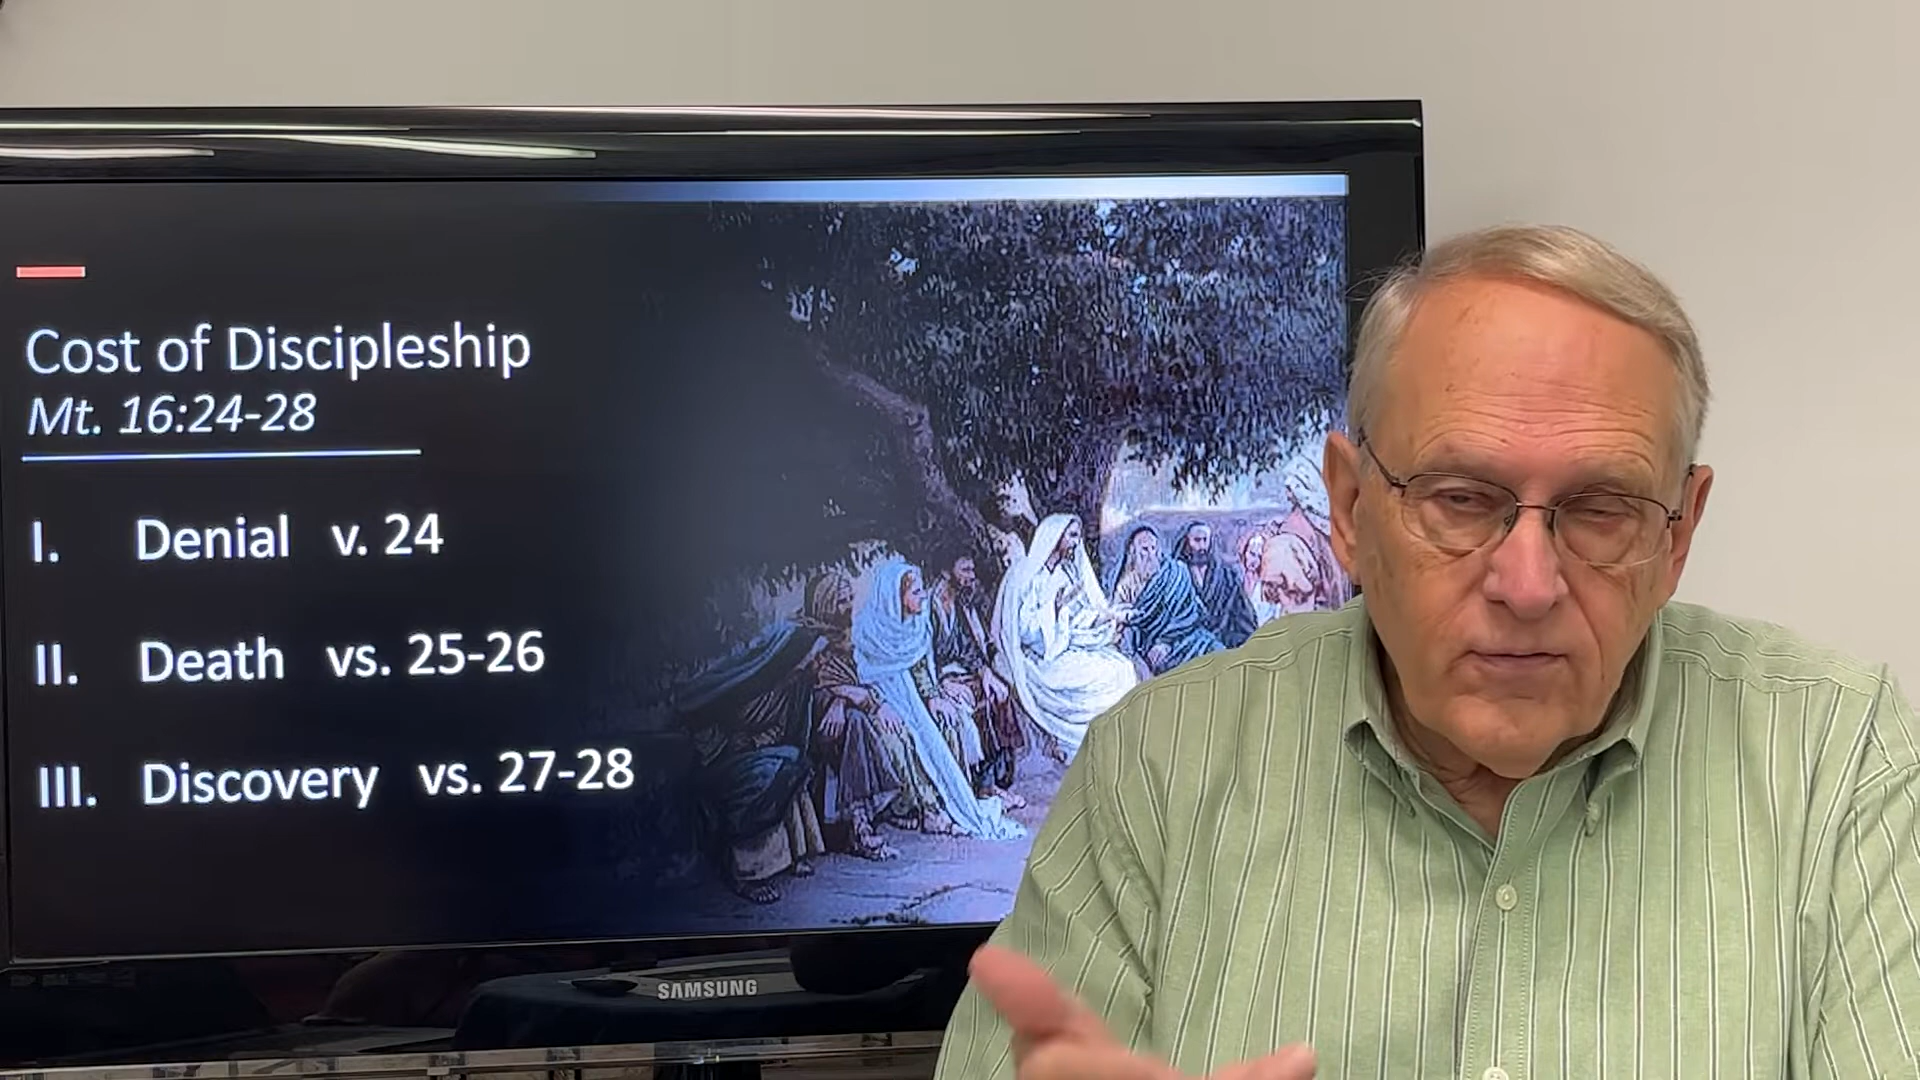 Cost of Discipleship
Mt. 16:24-28
I. Denial v. 24
II. Death vs. 25-26
III. Discovery vs. 27-28
SAMSUNG